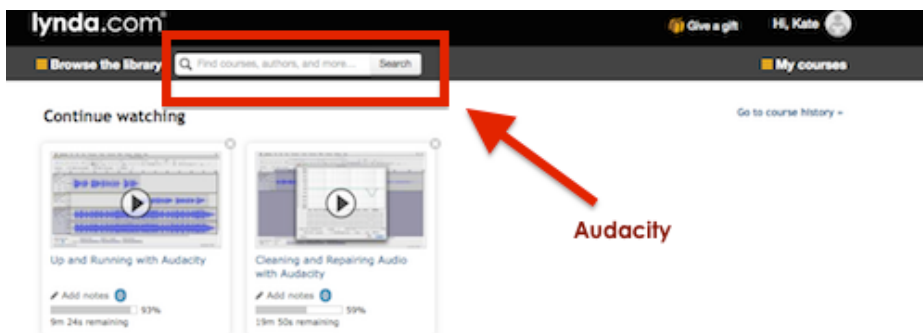 lynda.com®
Give a gift
Hi, Kate
Browse the library
Find courses, authors, and more...
Search
My courses
Continue watching
Go to course history »
Audacity
Up and Running with Audacity
Cleaning and Repairing Audio
with Audacity
Add notes 0
93%
9m 24s remaining
Add notes 0
59%
19m 50s remaining